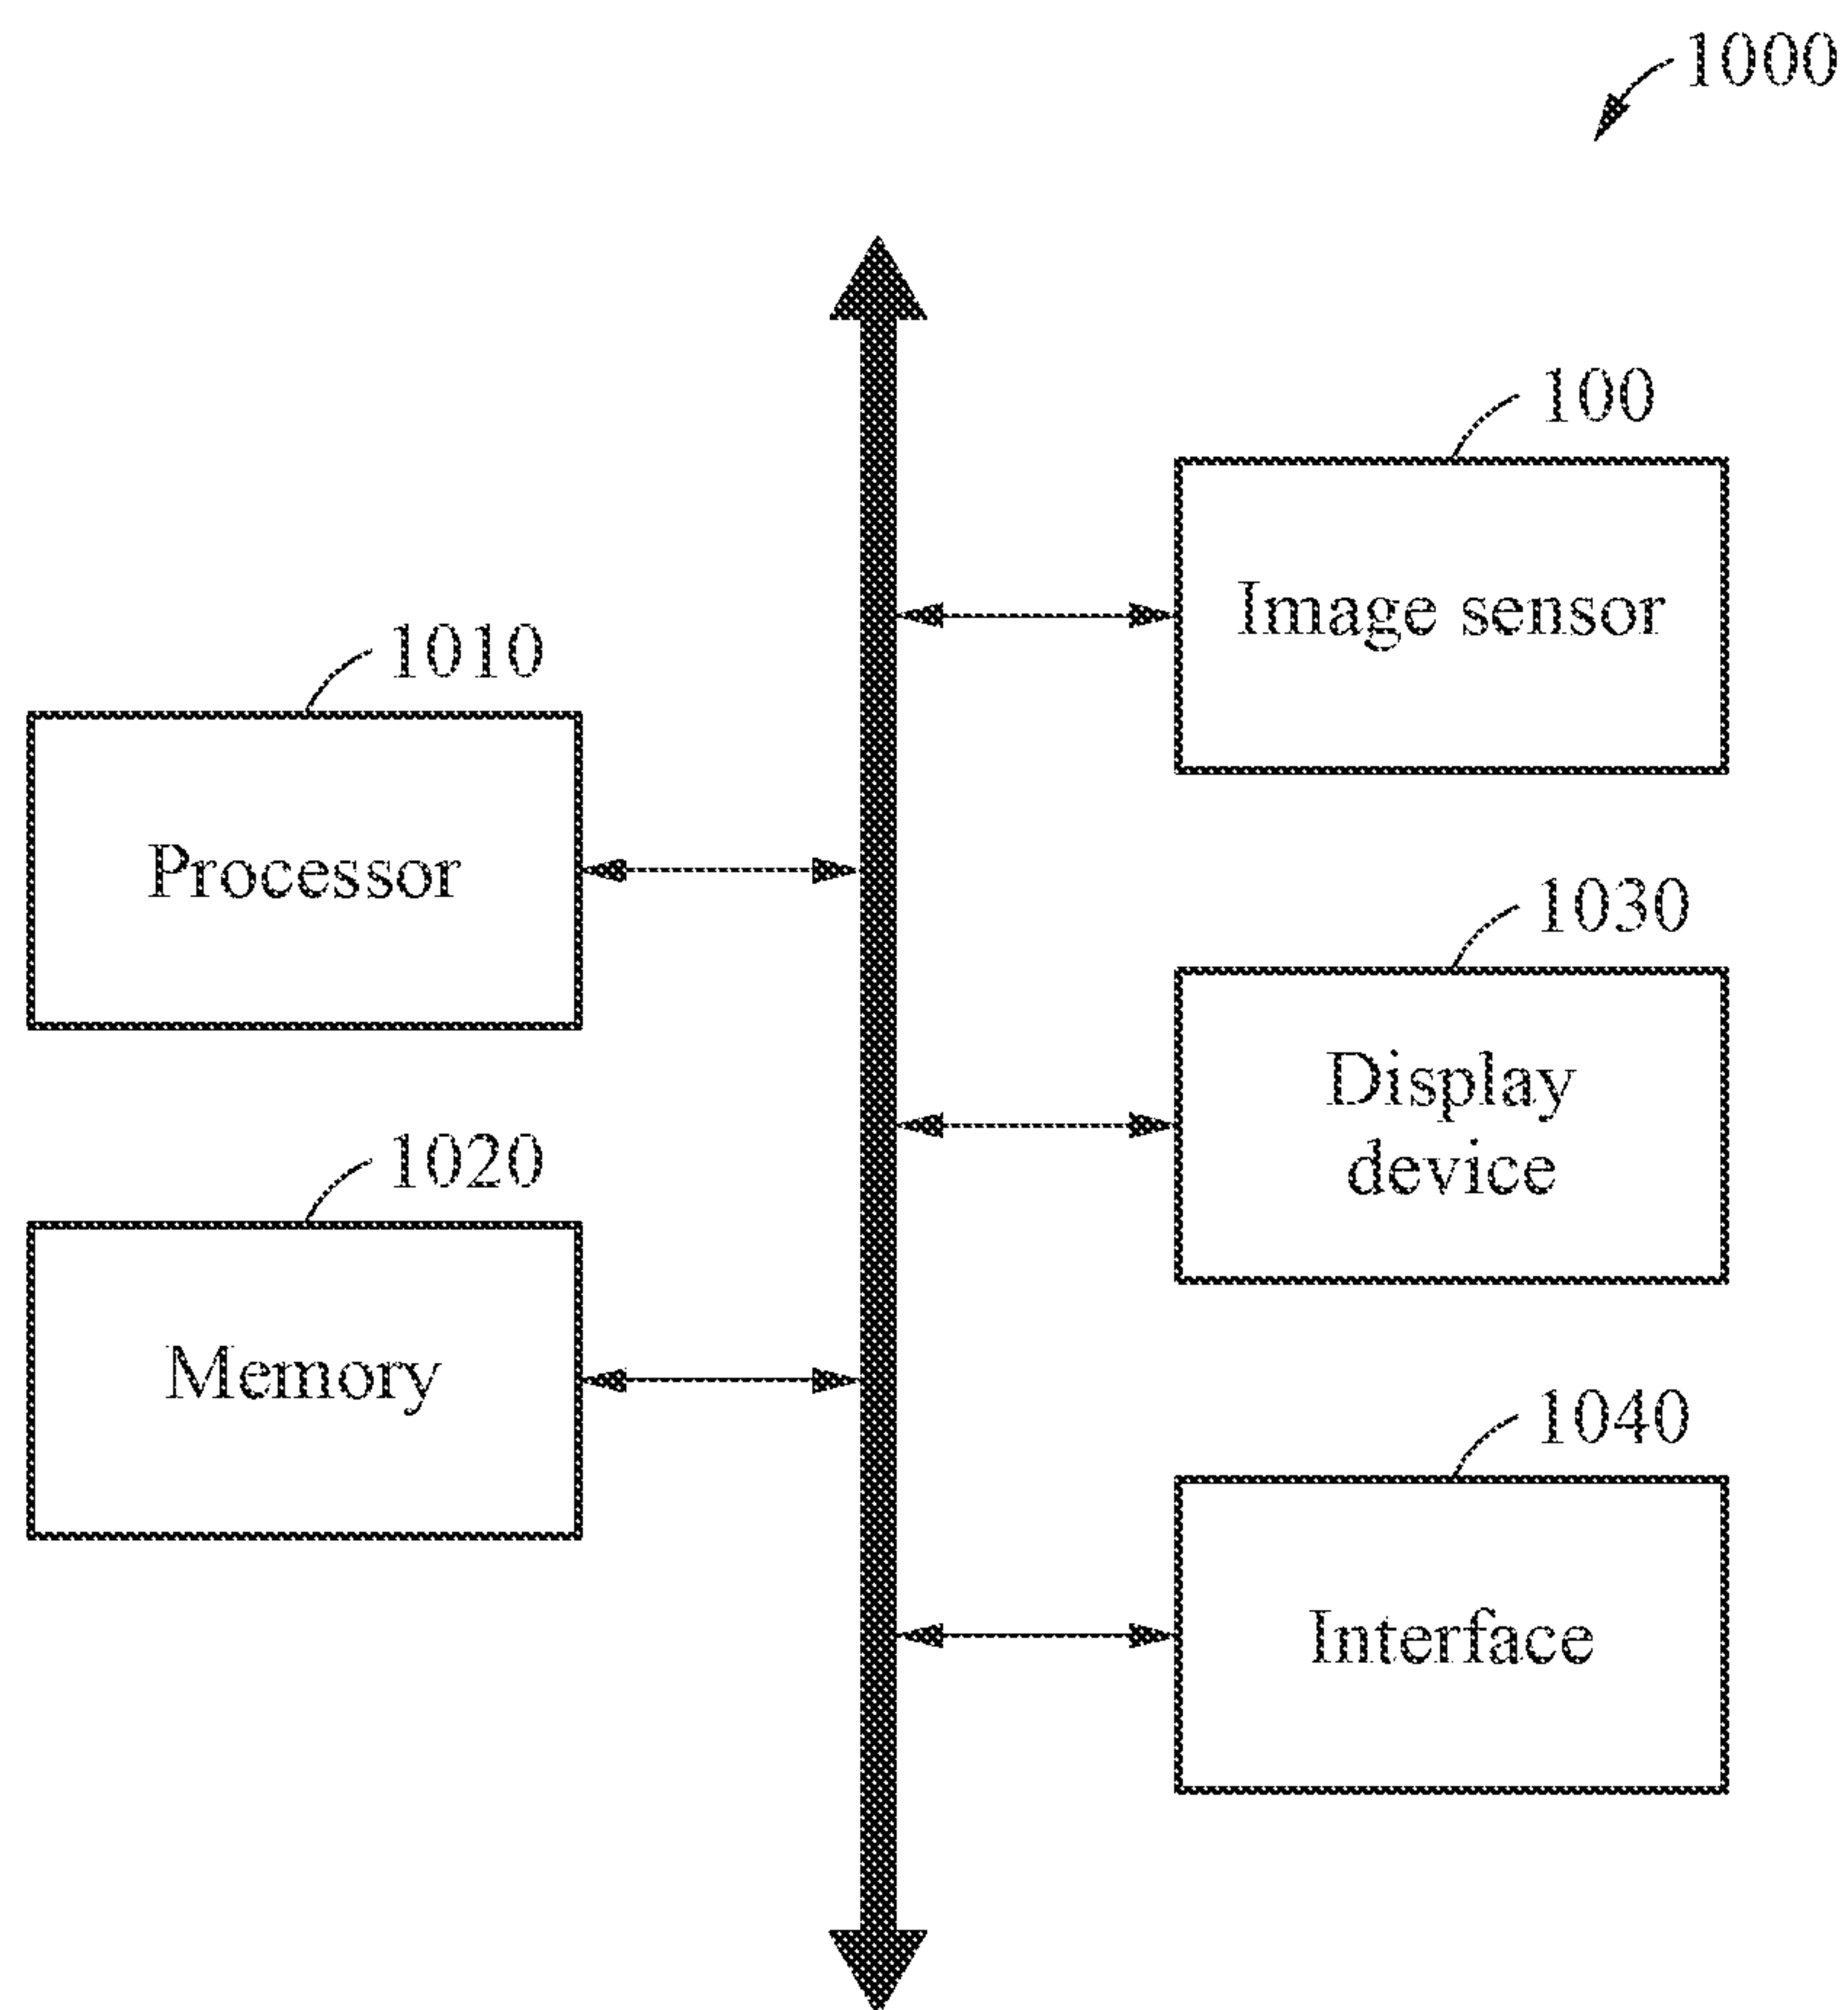 1000
100
Image sensor
1010
Processor
1030
Display
device
1020
Memory
1040
Interface